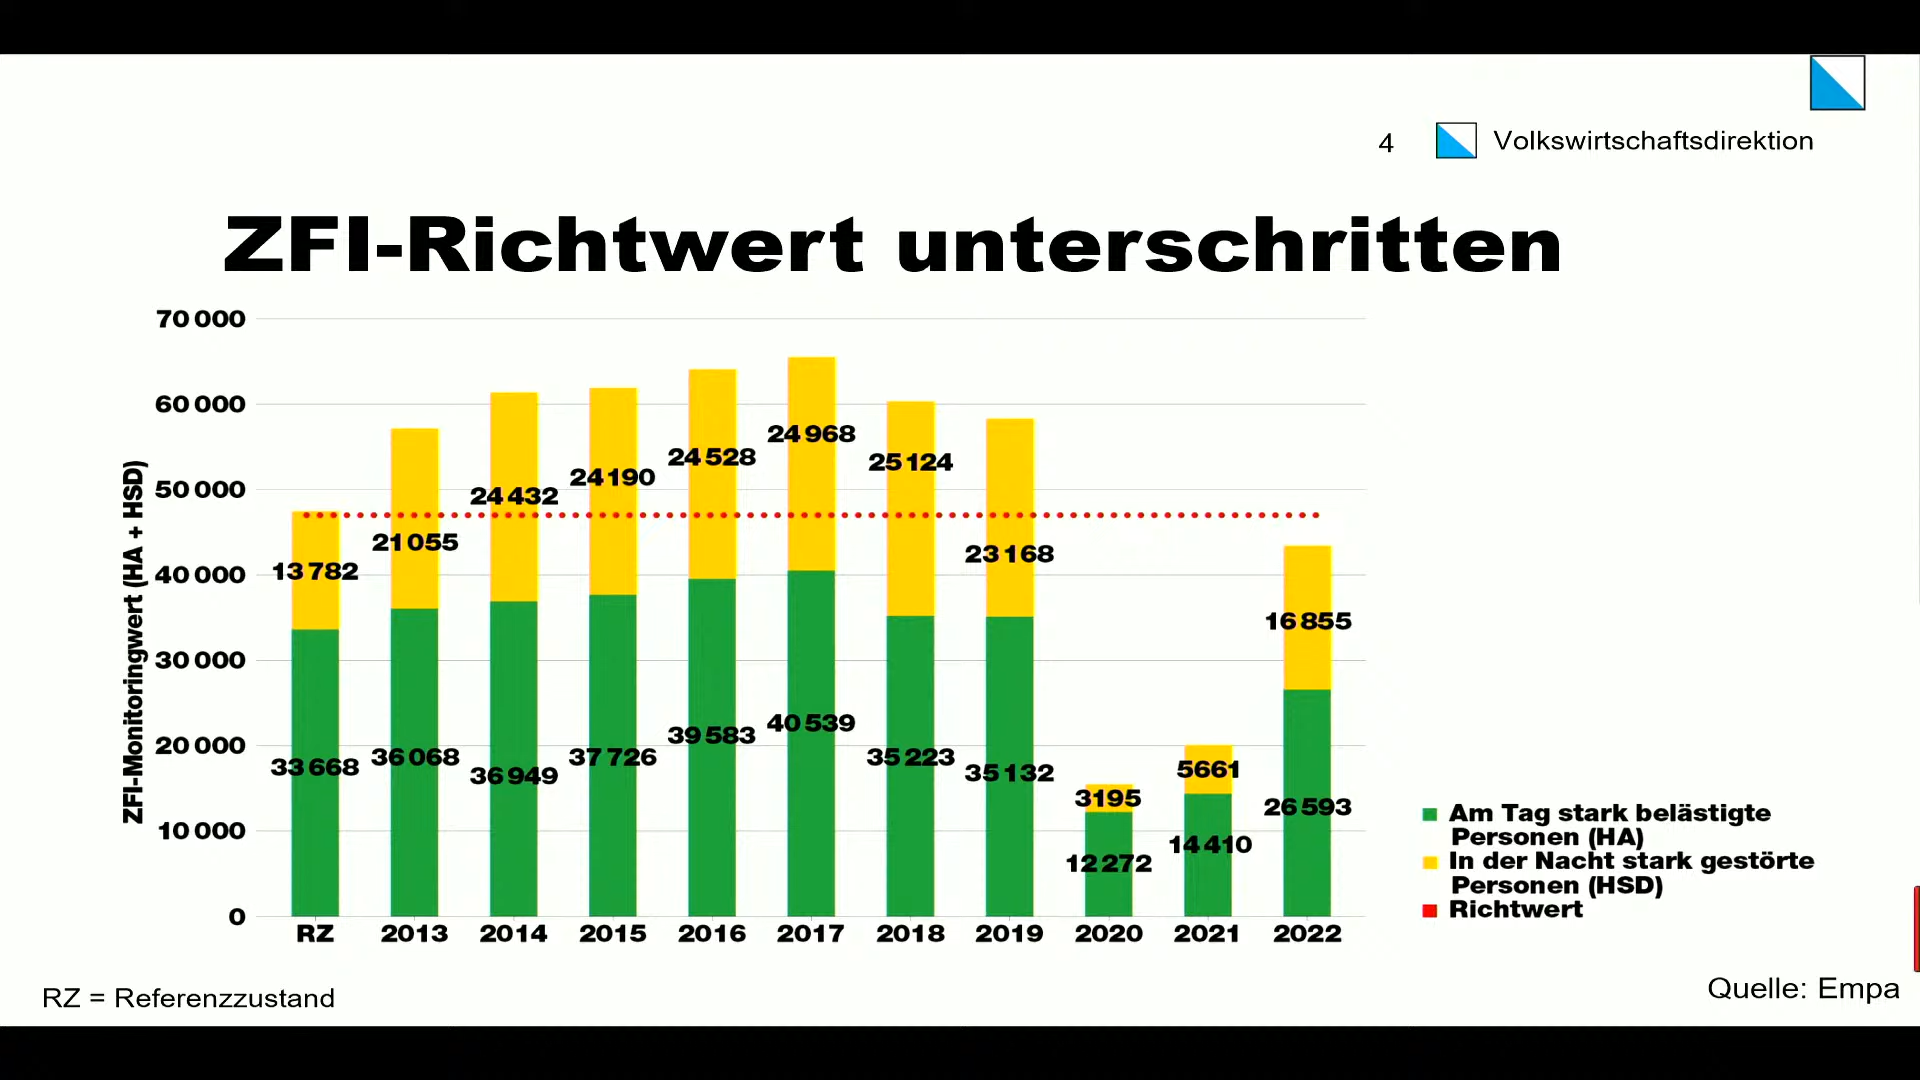 4 Volkswirtschaftsdirektion
ZFI-Richtwert unterschritten
ZFI-Monitoringwert (HA + HSD)
70 000
60 000
50 000
40 000
30 000
20 000
10 000
0
13 782
21 055
24 432
24 190
24 528
24 968
25 124
23 168
3195
5661
16 855
33 668
36 068
36 949
37 726
39 583
40 539
35 223
35 132
12 272
14 410
26 593
RZ 2013 2014 2015 2016 2017 2018 2019 2020 2021 2022
Am Tag stark belästigte
Personen (HA)
In der Nacht stark gestörte
Personen (HSD)
Richtwert
RZ = Referenzzustand
Quelle: Empa